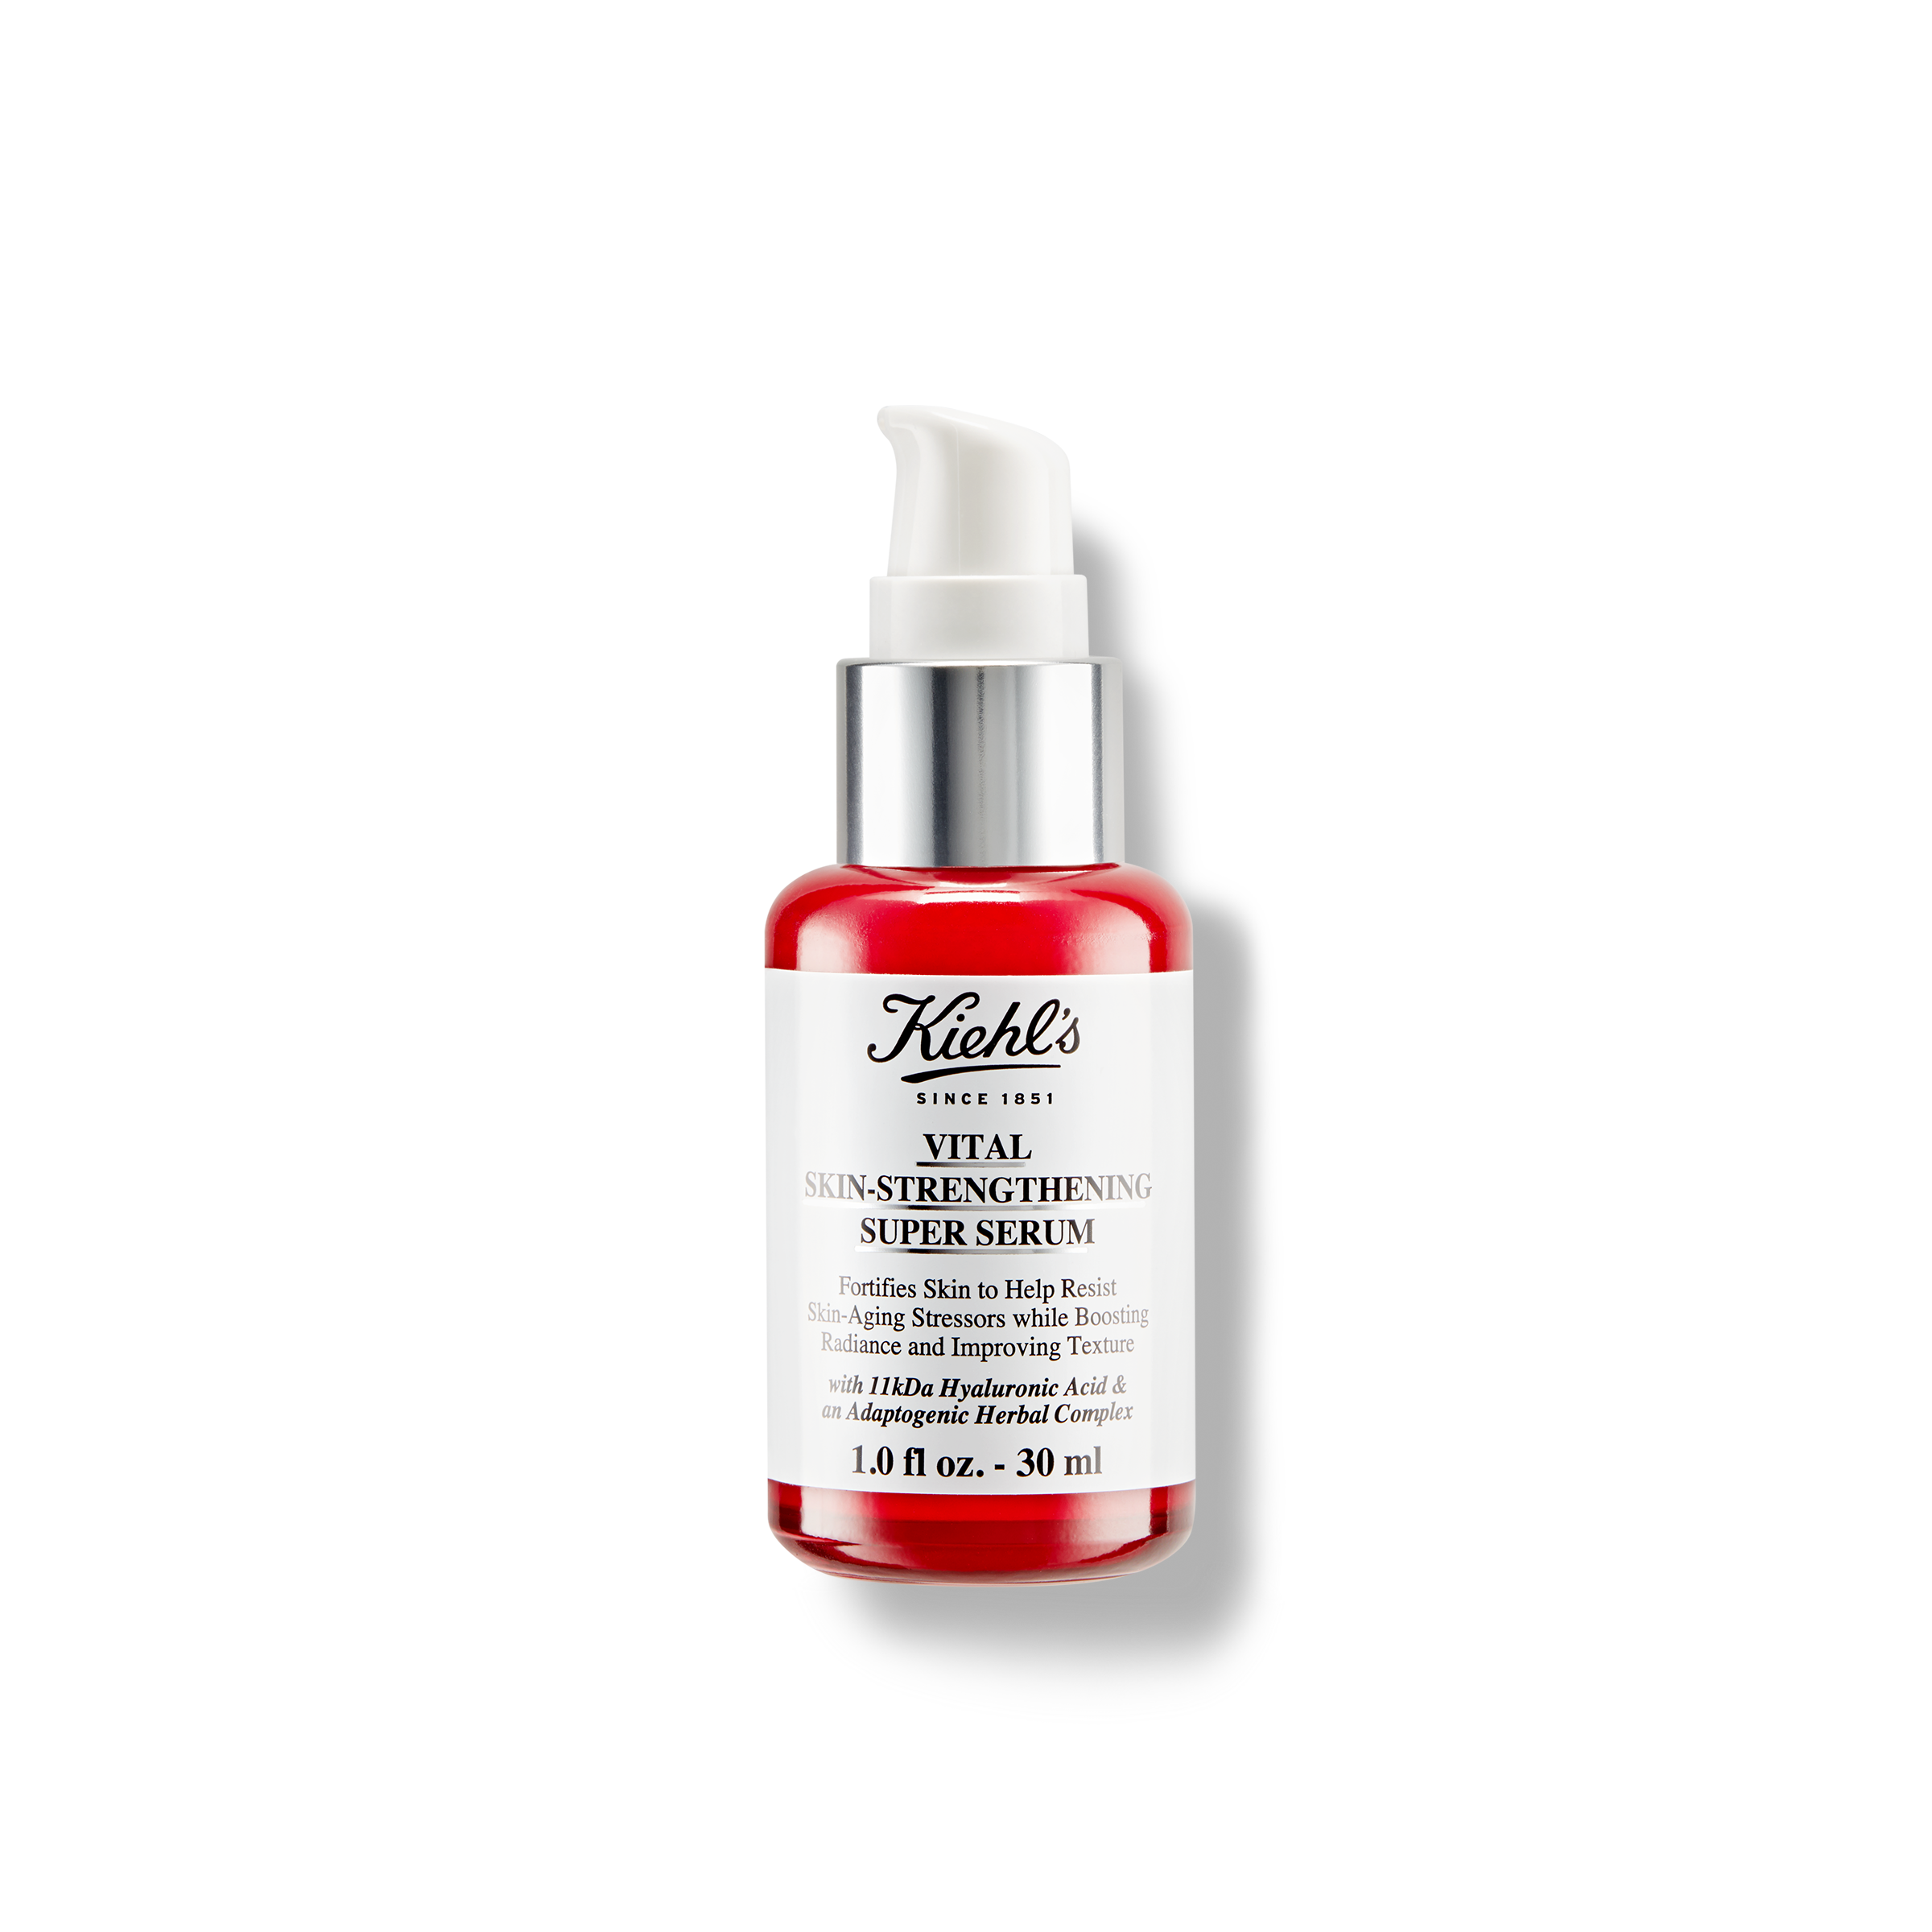 Kiehl's
SINCE 1851
VITAL
SKIN-STRENGTHENING
SUPER SERUM
Fortifies Skin to Help Resist
Skin-Aging Stressors while Boosting
Radiance and Improving Texture
with 11kDa Hyaluronic Acid &
an Adaptogenic Herbal Complex
1.0 fl oz. - 30 ml